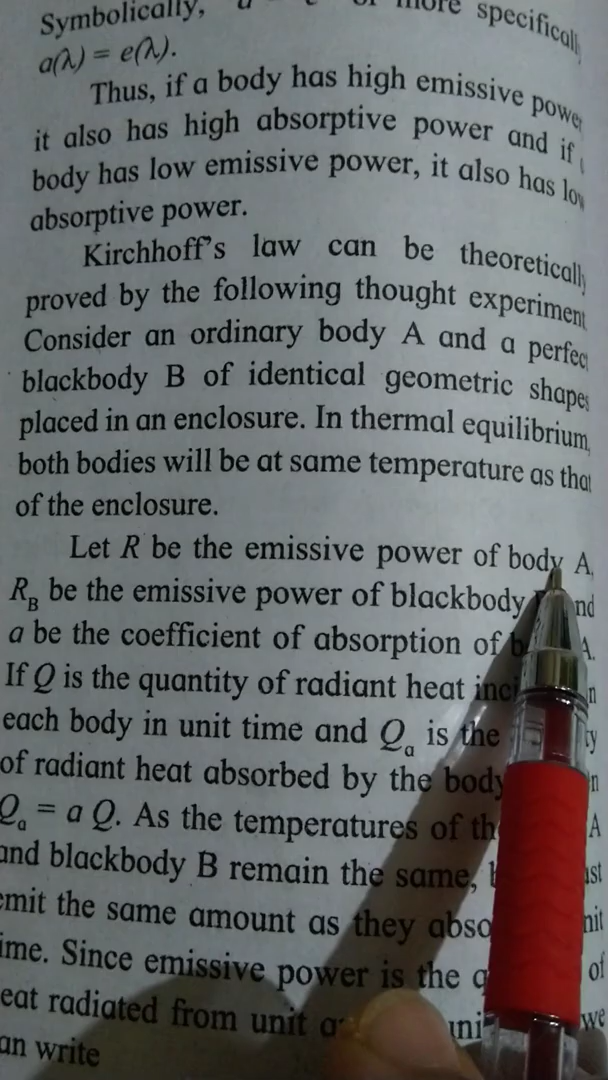 Symbolically, specifically
a(λ) = e(λ).
Thus, if a body has high emissive power
it also has high absorptive power and if
body has low emissive power, it also has low
absorptive power.
Kirchhoff's law can be theoretically
proved by the following thought experiment
Consider an ordinary body A and a perfect
blackbody B of identical geometric shapes
placed in an enclosure. In thermal equilibrium,
both bodies will be at same temperature as that
of the enclosure.
Let R be the emissive power of body A,
R_B be the emissive power of blackbody
a be the coefficient of absorption of A.
If Q is the quantity of radiant heat
each body in unit time and Q_a is the
of radiant heat absorbed by the body
Q_a = a Q. As the temperatures of A
and blackbody B remain the same,
emit the same amount as they
time. Since emissive power is the of
heat radiated from unit we
can write